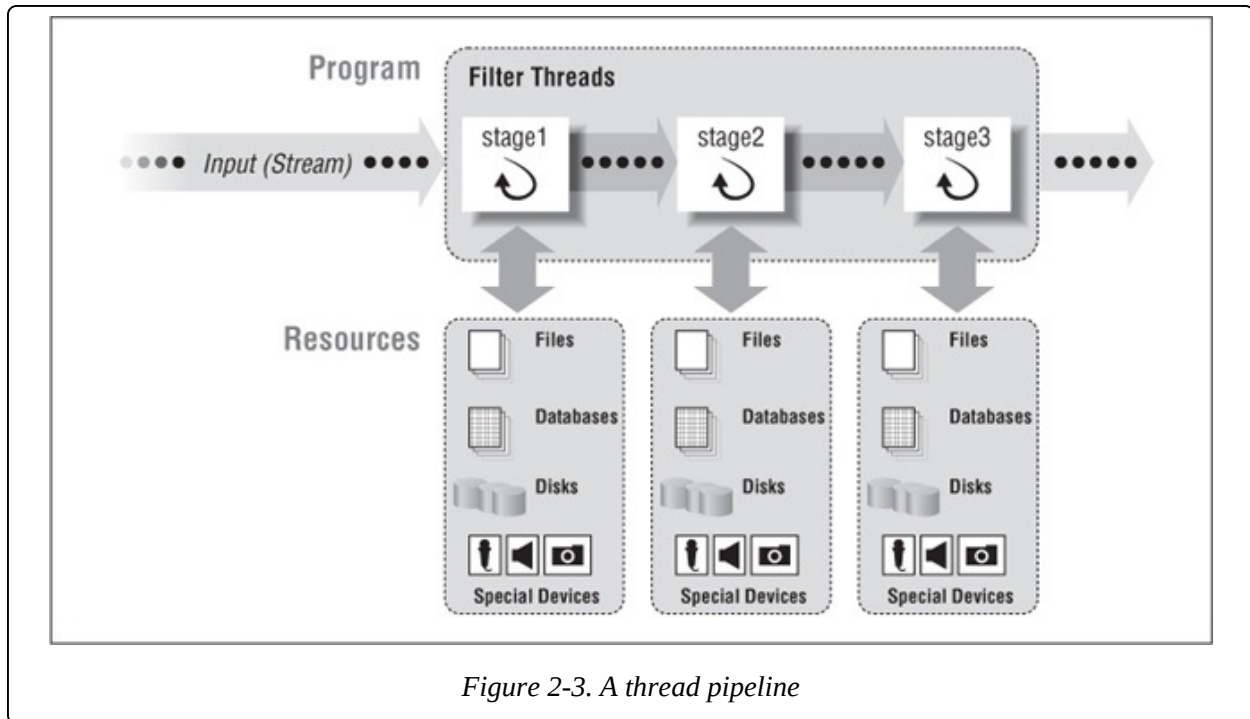 Program
Filter Threads
Input (Stream)
stage1
stage2
stage3
Resources
Files
Databases
Disks
Special Devices
Files
Databases
Disks
Special Devices
Files
Databases
Disks
Special Devices
Figure 2-3. A thread pipeline